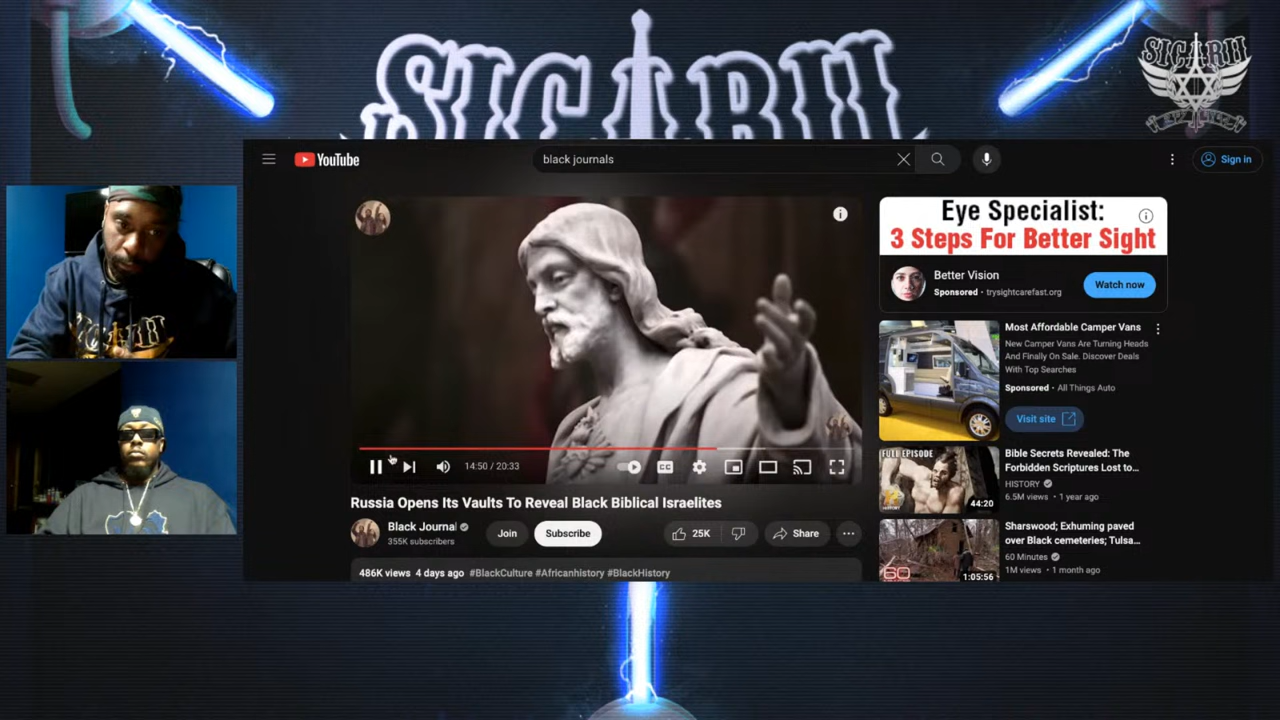 SICARII
SICARII
YouTube
black journals
Sign in
Eye Specialist:
3 Steps For Better Sight
Better Vision
Sponsored • trysightcarefast.org
Watch now
Most Affordable Camper Vans
New Camper Vans Are Turning Heads
And Finally On Sale. Discover Deals
With Top Searches
Sponsored • All Things Auto
Visit site
CC
14:50 / 20:33
FULL EPISODE
44:20
Bible Secrets Revealed: The
Forbidden Scriptures Lost to...
HISTORY
6.5M views • 1 year ago
Russia Opens Its Vaults To Reveal Black Biblical Israelites
Black Journal
355K subscribers
Join
Subscribe
25K
Share
Sharswood; Exhuming paved
over Black cemeteries; Tulsa...
60 Minutes
1M views • 1 month ago
60
1:05:56
486K views 4 days ago #BlackCulture #Africanhistory #BlackHistory
SICARII